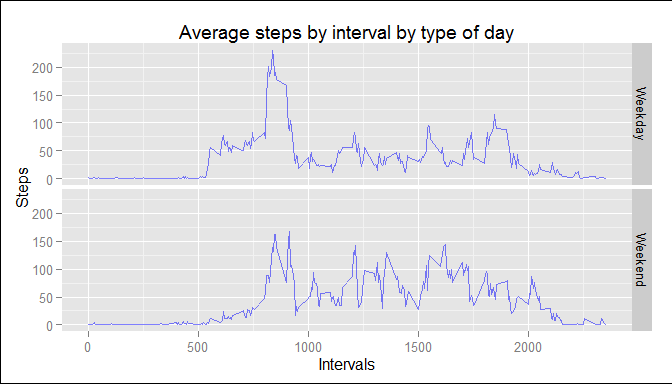 Average steps by interval by type of day
Steps
200
150
100
50
0
Weekday
200
150
100
50
0
Weekend
0 500 1000 1500 2000
Intervals